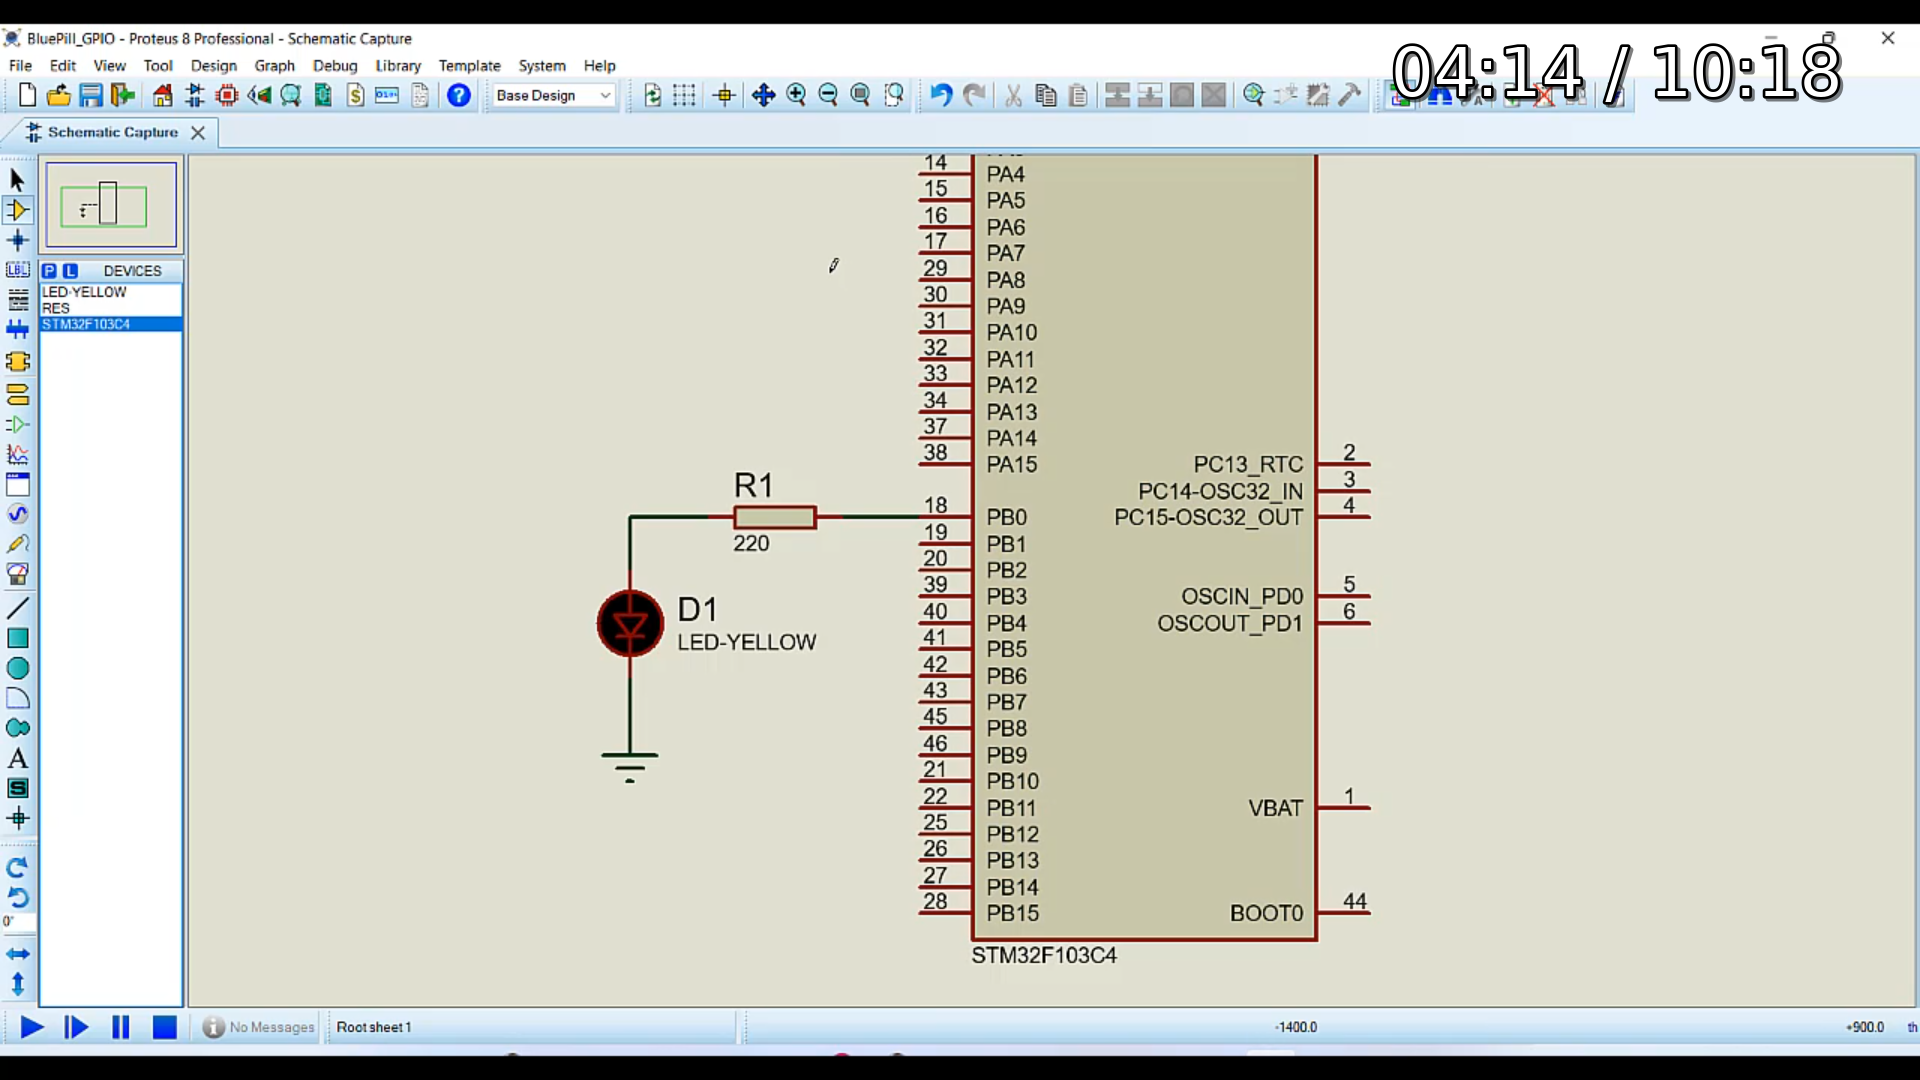 BluePill_GPIO - Proteus 8 Professional - Schematic Capture
04:14 / 10:18
File Edit View Tool Design Graph Debug Library Template System Help
Base Design
Schematic Capture
P L DEVICES
LED-YELLOW
RES
STM32F103C4
LBL
A
S
14 PA4
15 PA5
16 PA6
17 PA7
29 PA8
30 PA9
31 PA10
32 PA11
33 PA12
34 PA13
37 PA14
38 PA15
18 PB0
19 PB1
20 PB2
39 PB3
40 PB4
41 PB5
42 PB6
43 PB7
45 PB8
46 PB9
21 PB10
22 PB11
25 PB12
26 PB13
27 PB14
28 PB15
PC13_RTC 2
PC14-OSC32_IN 3
PC15-OSC32_OUT 4
OSCIN_PD0 5
OSCOUT_PD1 6
VBAT 1
BOOT0 44
R1
220
D1
LED-YELLOW
STM32F103C4
No Messages
Root sheet 1
-1400.0
+900.0
th